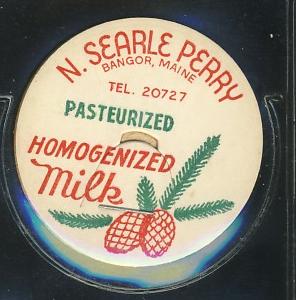 N. SEARLE PERRY
BANGOR, MAINE
TEL. 20727
PASTEURIZED
HOMOGENIZED
Milk